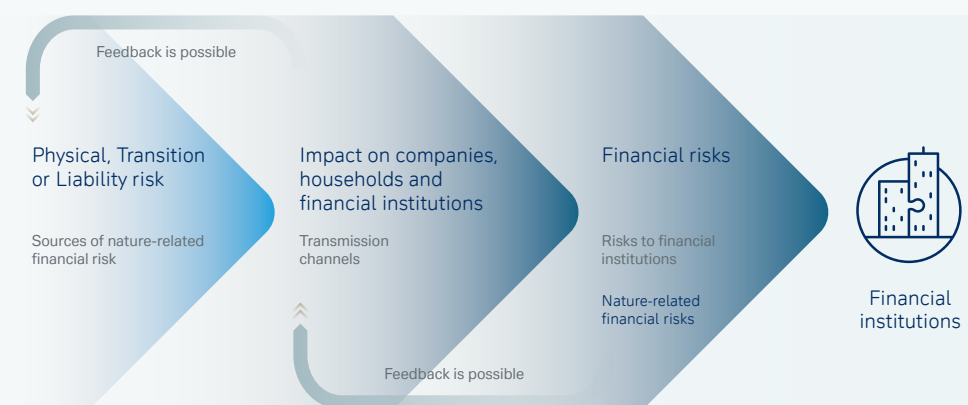 Feedback is possible
Physical, Transition
or Liability risk
Sources of nature-related
financial risk
Impact on companies,
households and
financial institutions
Transmission
channels
Feedback is possible
Financial risks
Risks to financial
institutions
Nature-related
financial risks
Financial
institutions